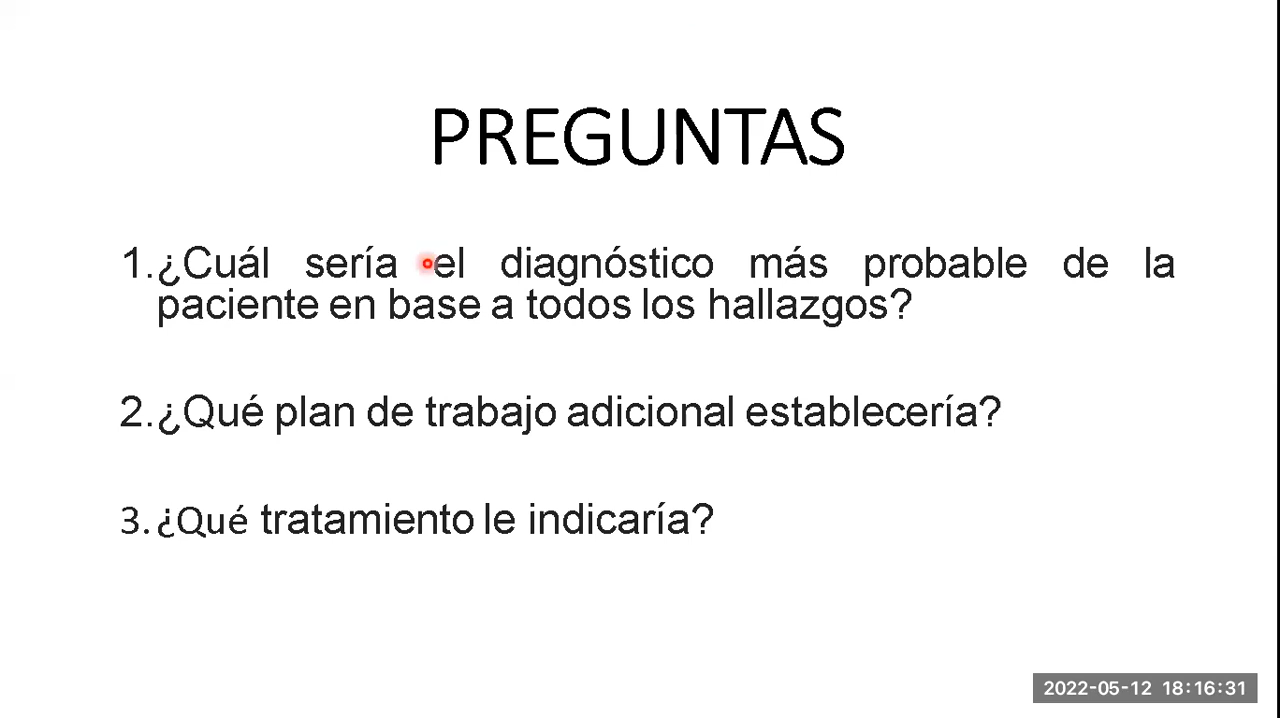 PREGUNTAS
1.¿Cuál sería el diagnóstico más probable de la
paciente en base a todos los hallazgos?
2.¿Qué plan de trabajo adicional establecería?
3.¿Qué tratamiento le indicaría?
2022-05-12 18:16:31